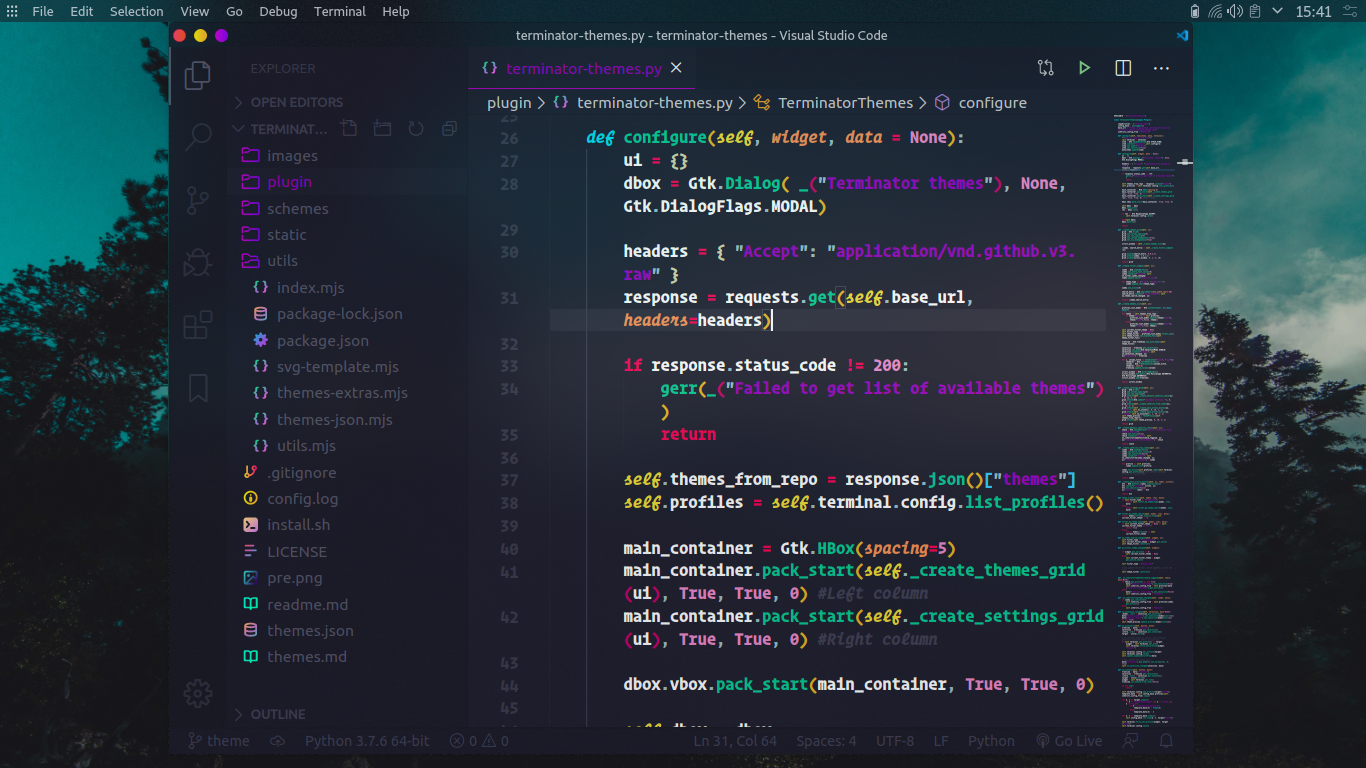 File Edit Selection View Go Debug Terminal Help
15:41
terminator-themes.py - terminator-themes - Visual Studio Code
EXPLORER
OPEN EDITORS
TERMINAT...
images
plugin
schemes
static
utils
index.mjs
package-lock.json
package.json
svg-template.mjs
themes-extras.mjs
themes-json.mjs
utils.mjs
.gitignore
config.log
install.sh
LICENSE
pre.png
readme.md
themes.json
themes.md
OUTLINE
{} terminator-themes.py ×
plugin > {} terminator-themes.py > TerminatorThemes > configure
25
26 def configure(self, widget, data = None):
27 ui = {}
28 dbox = Gtk.Dialog( _("Terminator themes"), None,
Gtk.DialogFlags.MODAL)
29
30 headers = { "Accept": "application/vnd.github.v3.
raw" }
31 response = requests.get(self.base_url,
headers=headers)
32
33 if response.status_code != 200:
34 gerr(_("Failed to get list of available themes")
)
35 return
36
37 self.themes_from_repo = response.json()["themes"]
38 self.profiles = self.terminal.config.list_profiles()
39
40 main_container = Gtk.HBox(spacing=5)
41 main_container.pack_start(self._create_themes_grid
(ui), True, True, 0) #Left column
42 main_container.pack_start(self._create_settings_grid
(ui), True, True, 0) #Right column
43
44 dbox.vbox.pack_start(main_container, True, True, 0)
45
theme Python 3.7.6 64-bit 0 0 Ln 31, Col 64 Spaces: 4 UTF-8 LF Python Go Live